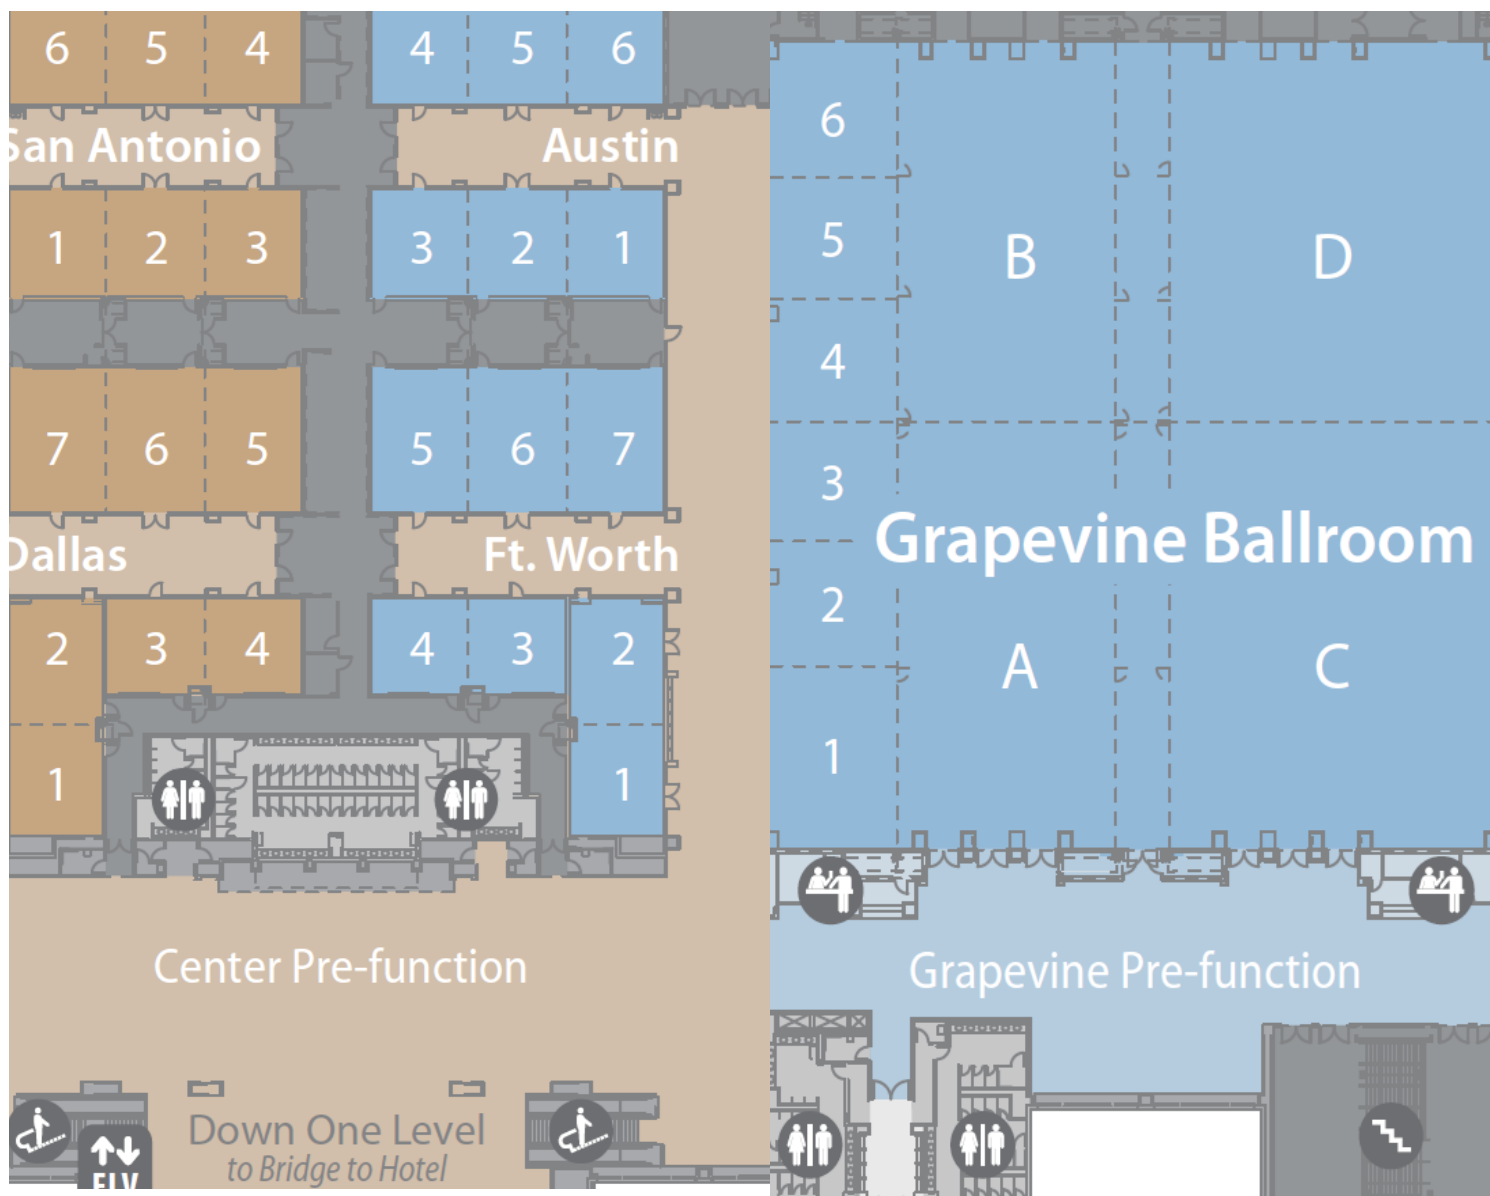 6 5 4
4 5 6
San Antonio
Austin
1 2 3
3 2 1
7 6 5
5 6 7
Dallas
Ft. Worth
2 3 4
4 3 2
1
1
Center Pre-function
Down One Level
to Bridge to Hotel
ELV
6
5
B
D
4
3
Grapevine Ballroom
2
A
C
1
Grapevine Pre-function